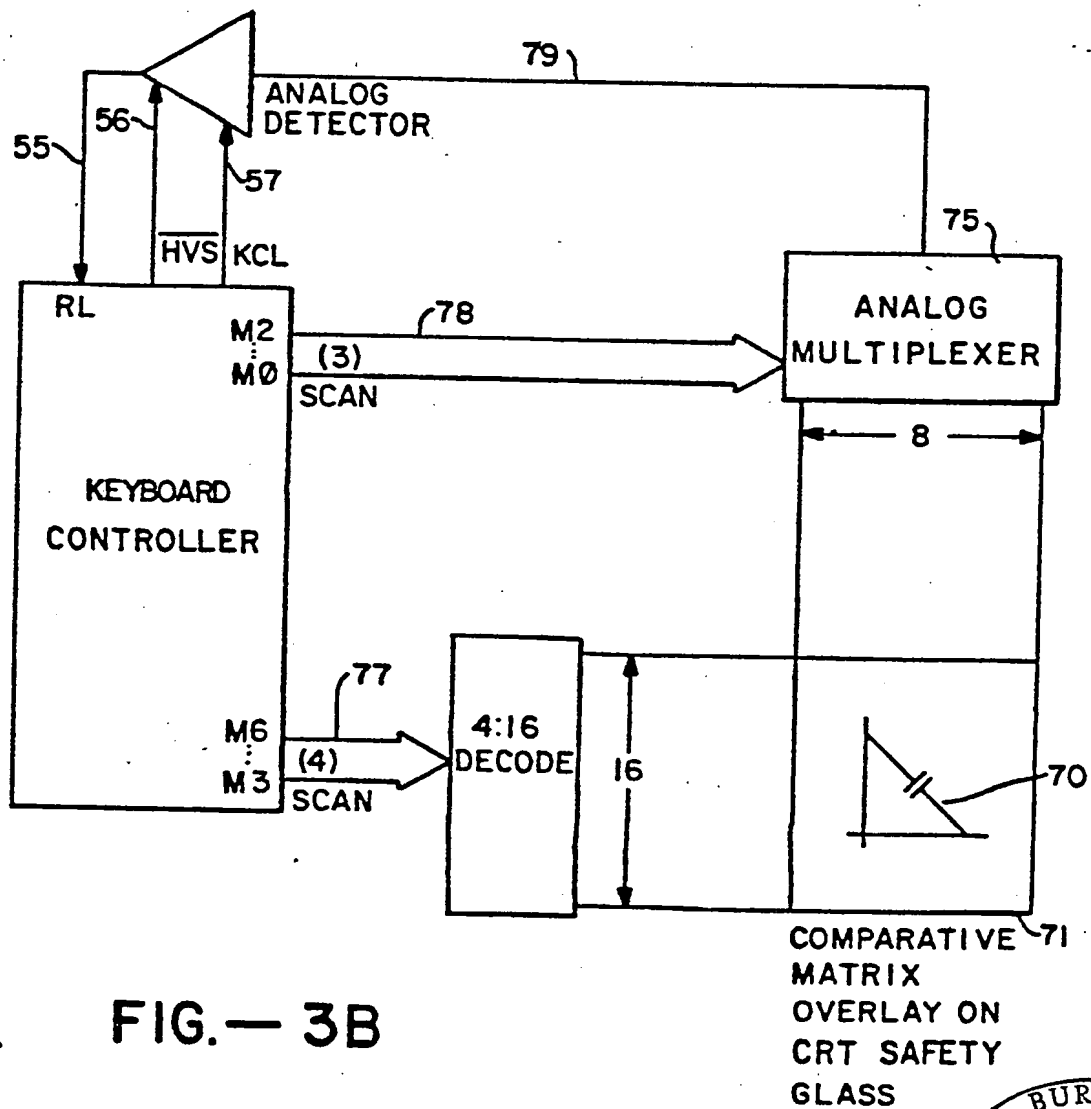 79
ANALOG
DETECTOR
55
56
57
75
H̅V̅S̅ KCL
RL
78
ANALOG
MULTIPLEXER
M2
(3)
MØ
SCAN
8
KEYBOARD
CONTROLLER
77
M6
(4)
M3
SCAN
4:16
DECODE
16
70
71
COMPARATIVE
MATRIX
OVERLAY ON
CRT SAFETY
GLASS
FIG.— 3B
BUR